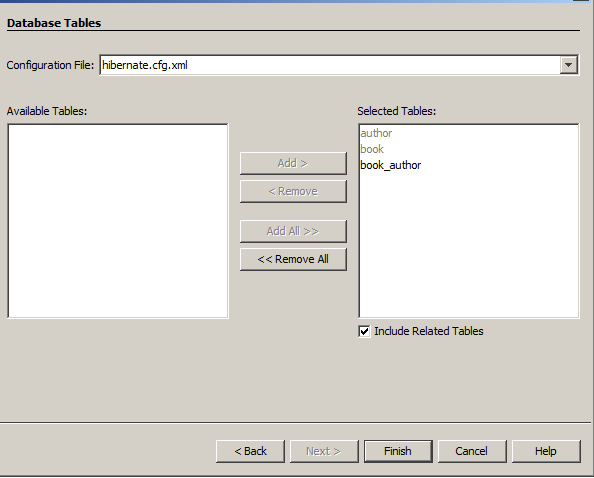 Database Tables
Configuration File: hibernate.cfg.xml
Available Tables:
Selected Tables:
author
book
book_author
Add >
< Remove
Add All >>
<< Remove All
Include Related Tables
< Back
Next >
Finish
Cancel
Help